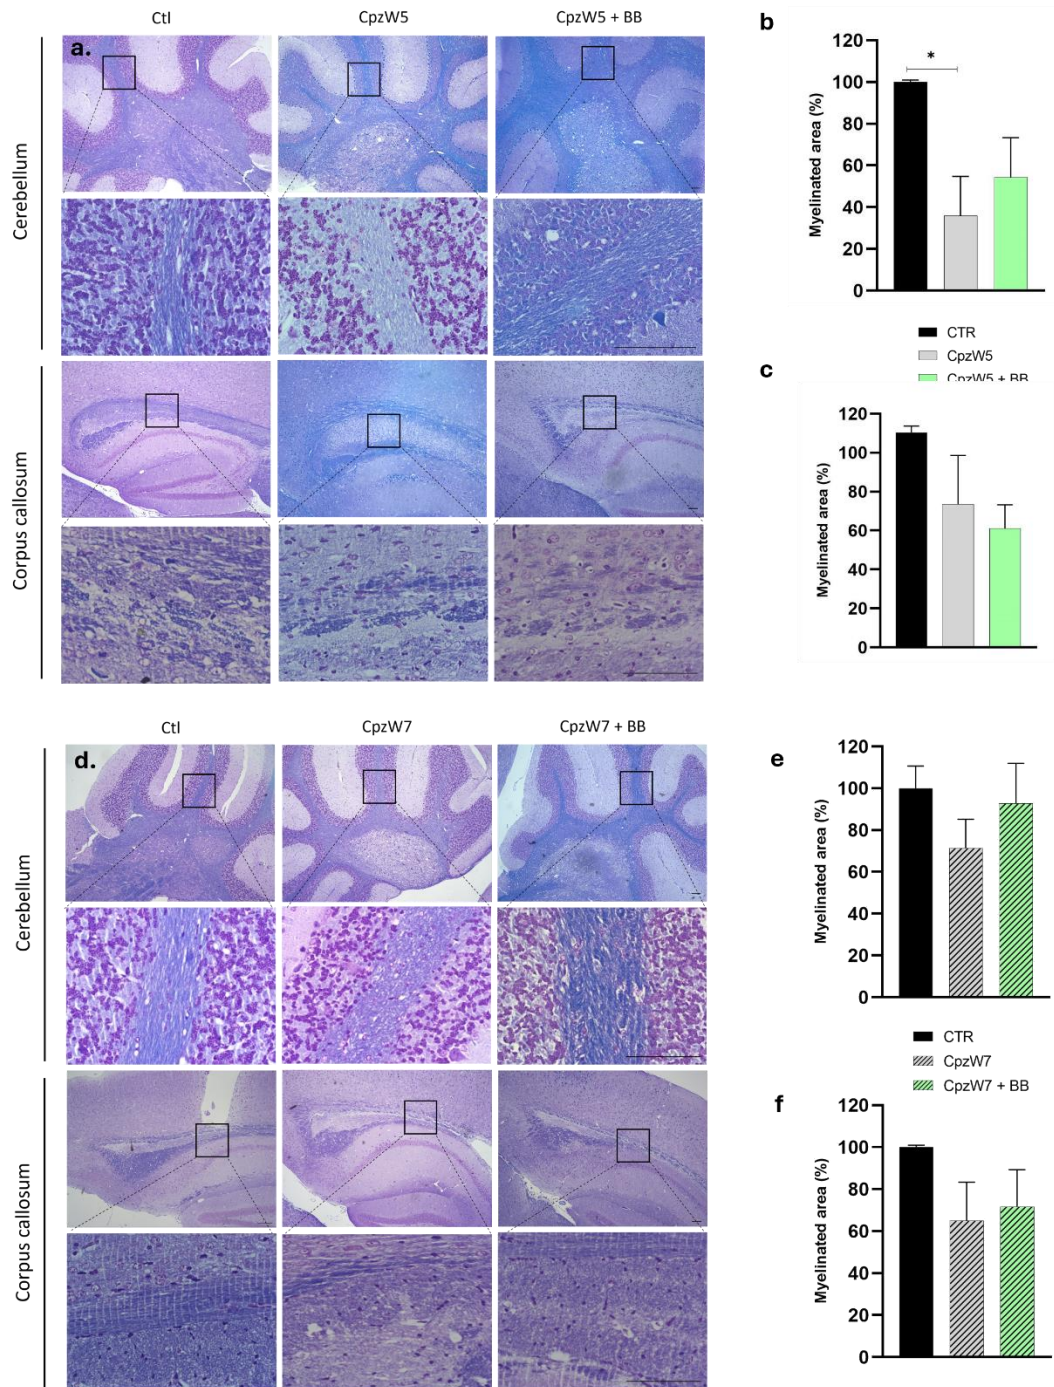 Ctl
CpzW5
CpzW5 + BB
a.
Cerebellum
Corpus callosum
b
Myelinated area (%)
120
100
80
60
40
20
0
*
CTR
CpzW5
CpzW5 + BB
c
Myelinated area (%)
120
100
80
60
40
20
0
Ctl
CpzW7
CpzW7 + BB
d.
Cerebellum
Corpus callosum
e
Myelinated area (%)
120
100
80
60
40
20
0
CTR
CpzW7
CpzW7 + BB
f
Myelinated area (%)
120
100
80
60
40
20
0